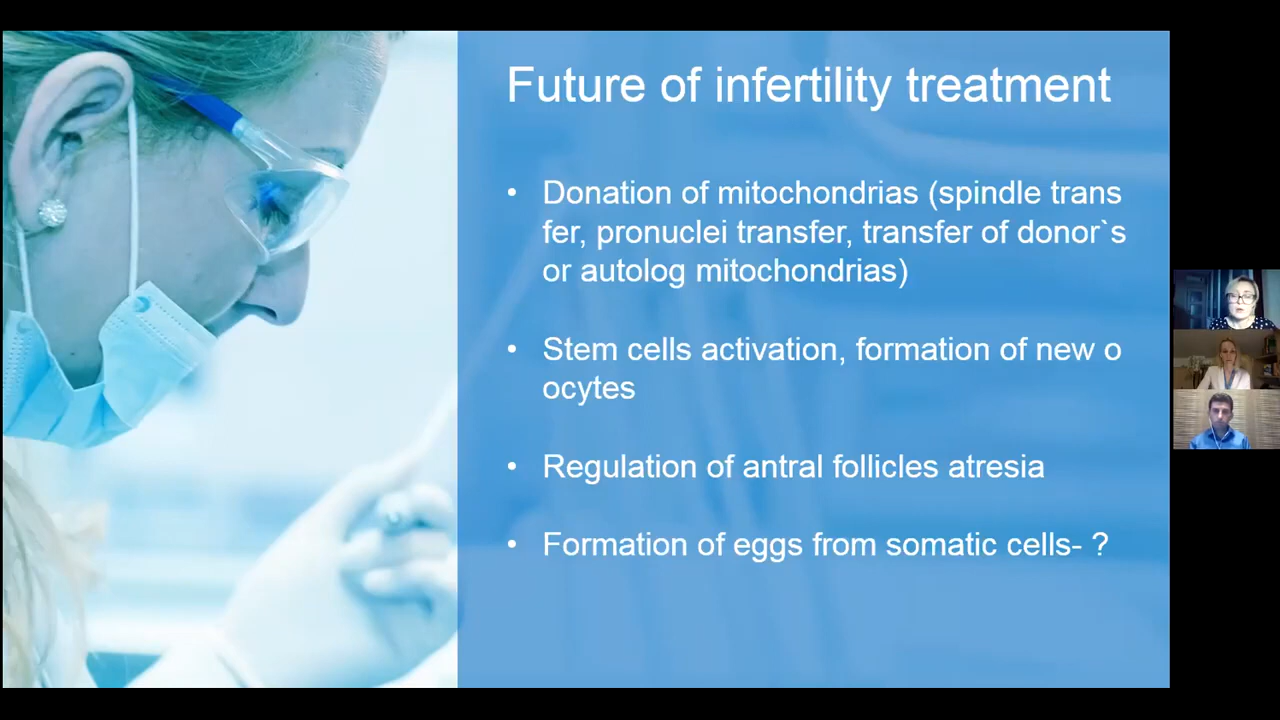 Future of infertility treatment
• Donation of mitochondrias (spindle trans
fer, pronuclei transfer, transfer of donor`s
or autolog mitochondrias)
• Stem cells activation, formation of new o
ocytes
• Regulation of antral follicles atresia
• Formation of eggs from somatic cells- ?